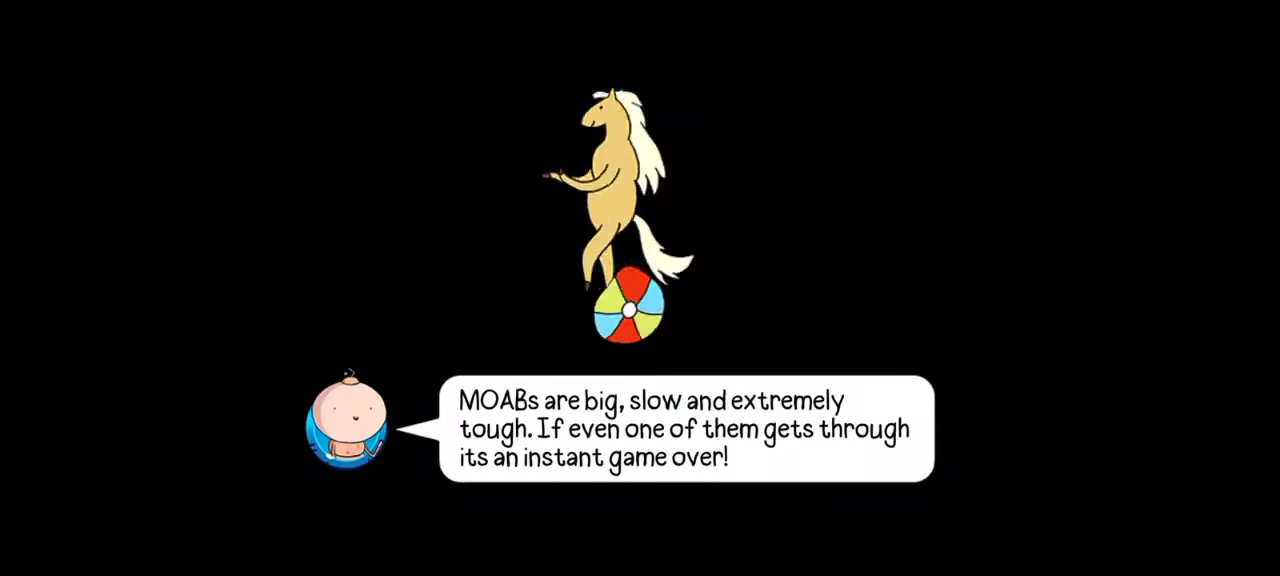 MOABs are big, slow and extremely
tough. If even one of them gets through
its an instant game over!